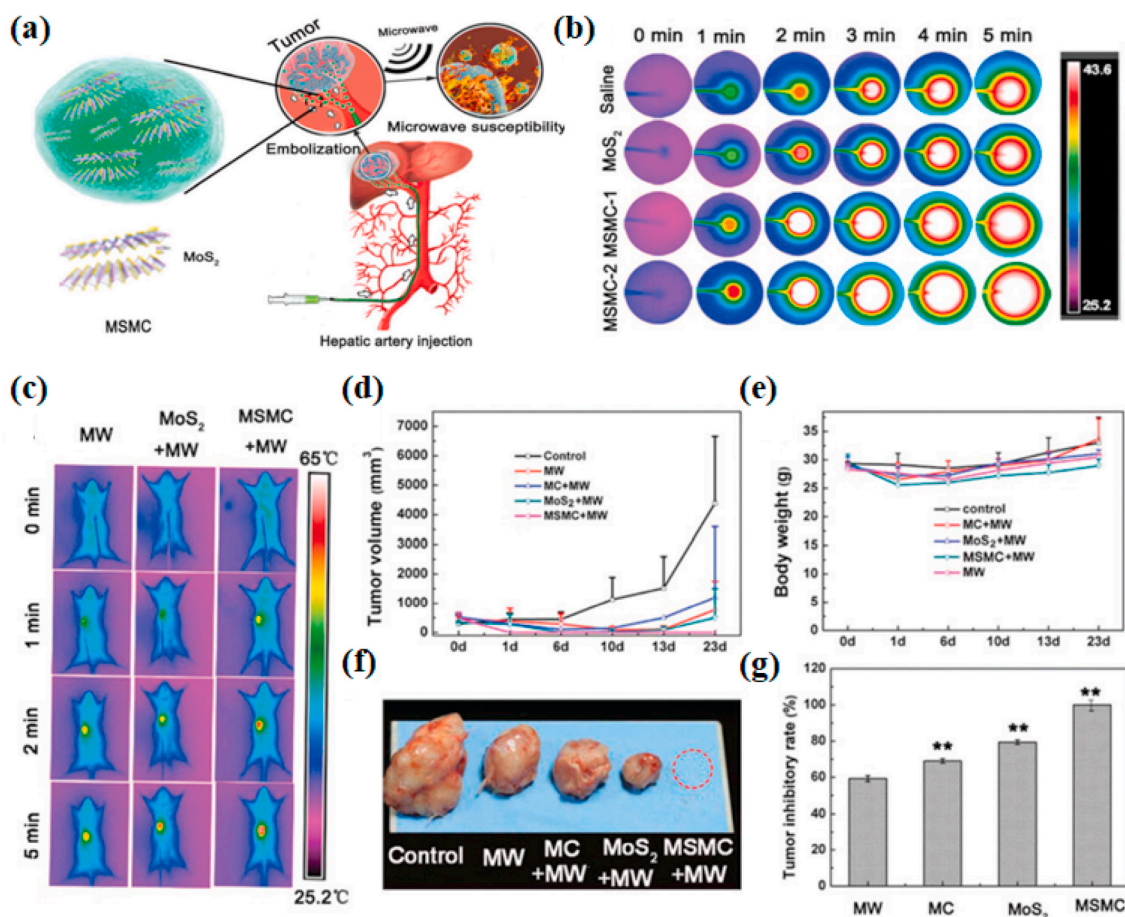 (a)
Tumor
Microwave
Embolization
Microwave susceptibility
MoS₂
MSMC
Hepatic artery injection
(b)
0 min 1 min 2 min 3 min 4 min 5 min
Saline
MoS₂
MSMC-1
MSMC-2
43.6
25.2
(c)
MW MoS₂ +MW MSMC +MW
0 min
1 min
2 min
5 min
65℃
25.2℃
(d)
Tumor volume (mm³)
7000
6000
5000
4000
3000
2000
1000
0
Control
MW
MC+MW
MoS₂+MW
MSMC+MW
0d 1d 6d 10d 13d 23d
(e)
Body weight (g)
35
30
25
20
15
10
5
0
control
MC+MW
MoS₂+MW
MSMC+MW
MW
0d 1d 6d 10d 13d 23d
(f)
Control MW MC +MW MoS₂ +MW MSMC +MW
(g)
Tumor inhibitory rate (%)
120
100
80
60
40
20
0
** ** **
MW MC MoS₂ MSMC